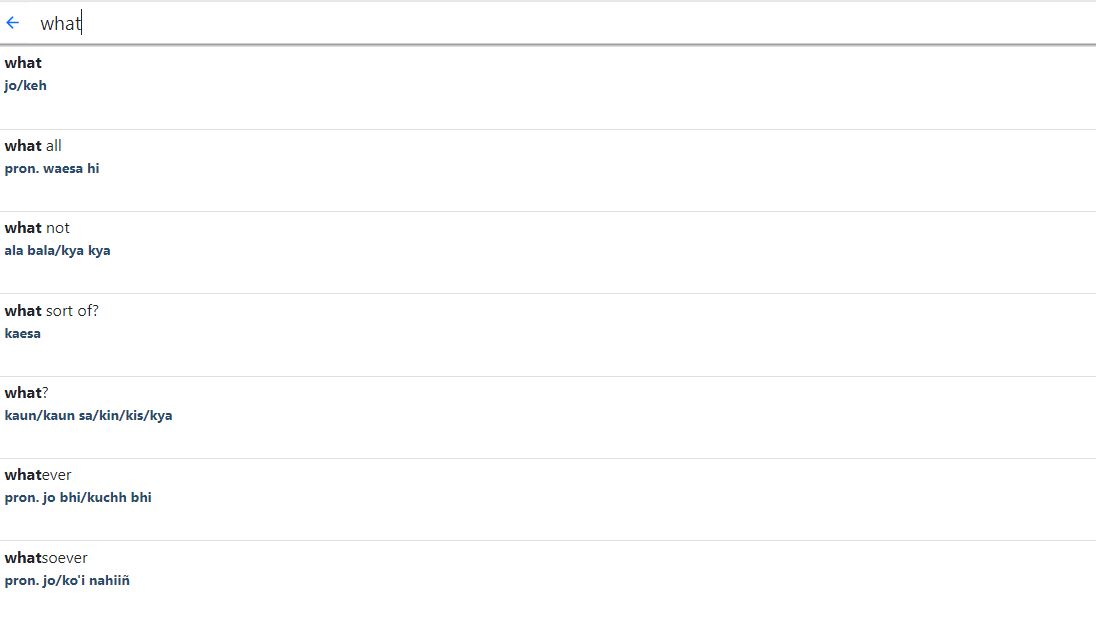 what
what
jo/keh
what all
pron. waesa hi
what not
ala bala/kya kya
what sort of?
kaesa
what?
kaun/kaun sa/kin/kis/kya
whatever
pron. jo bhi/kuchh bhi
whatsoever
pron. jo/ko'i nahiiñ